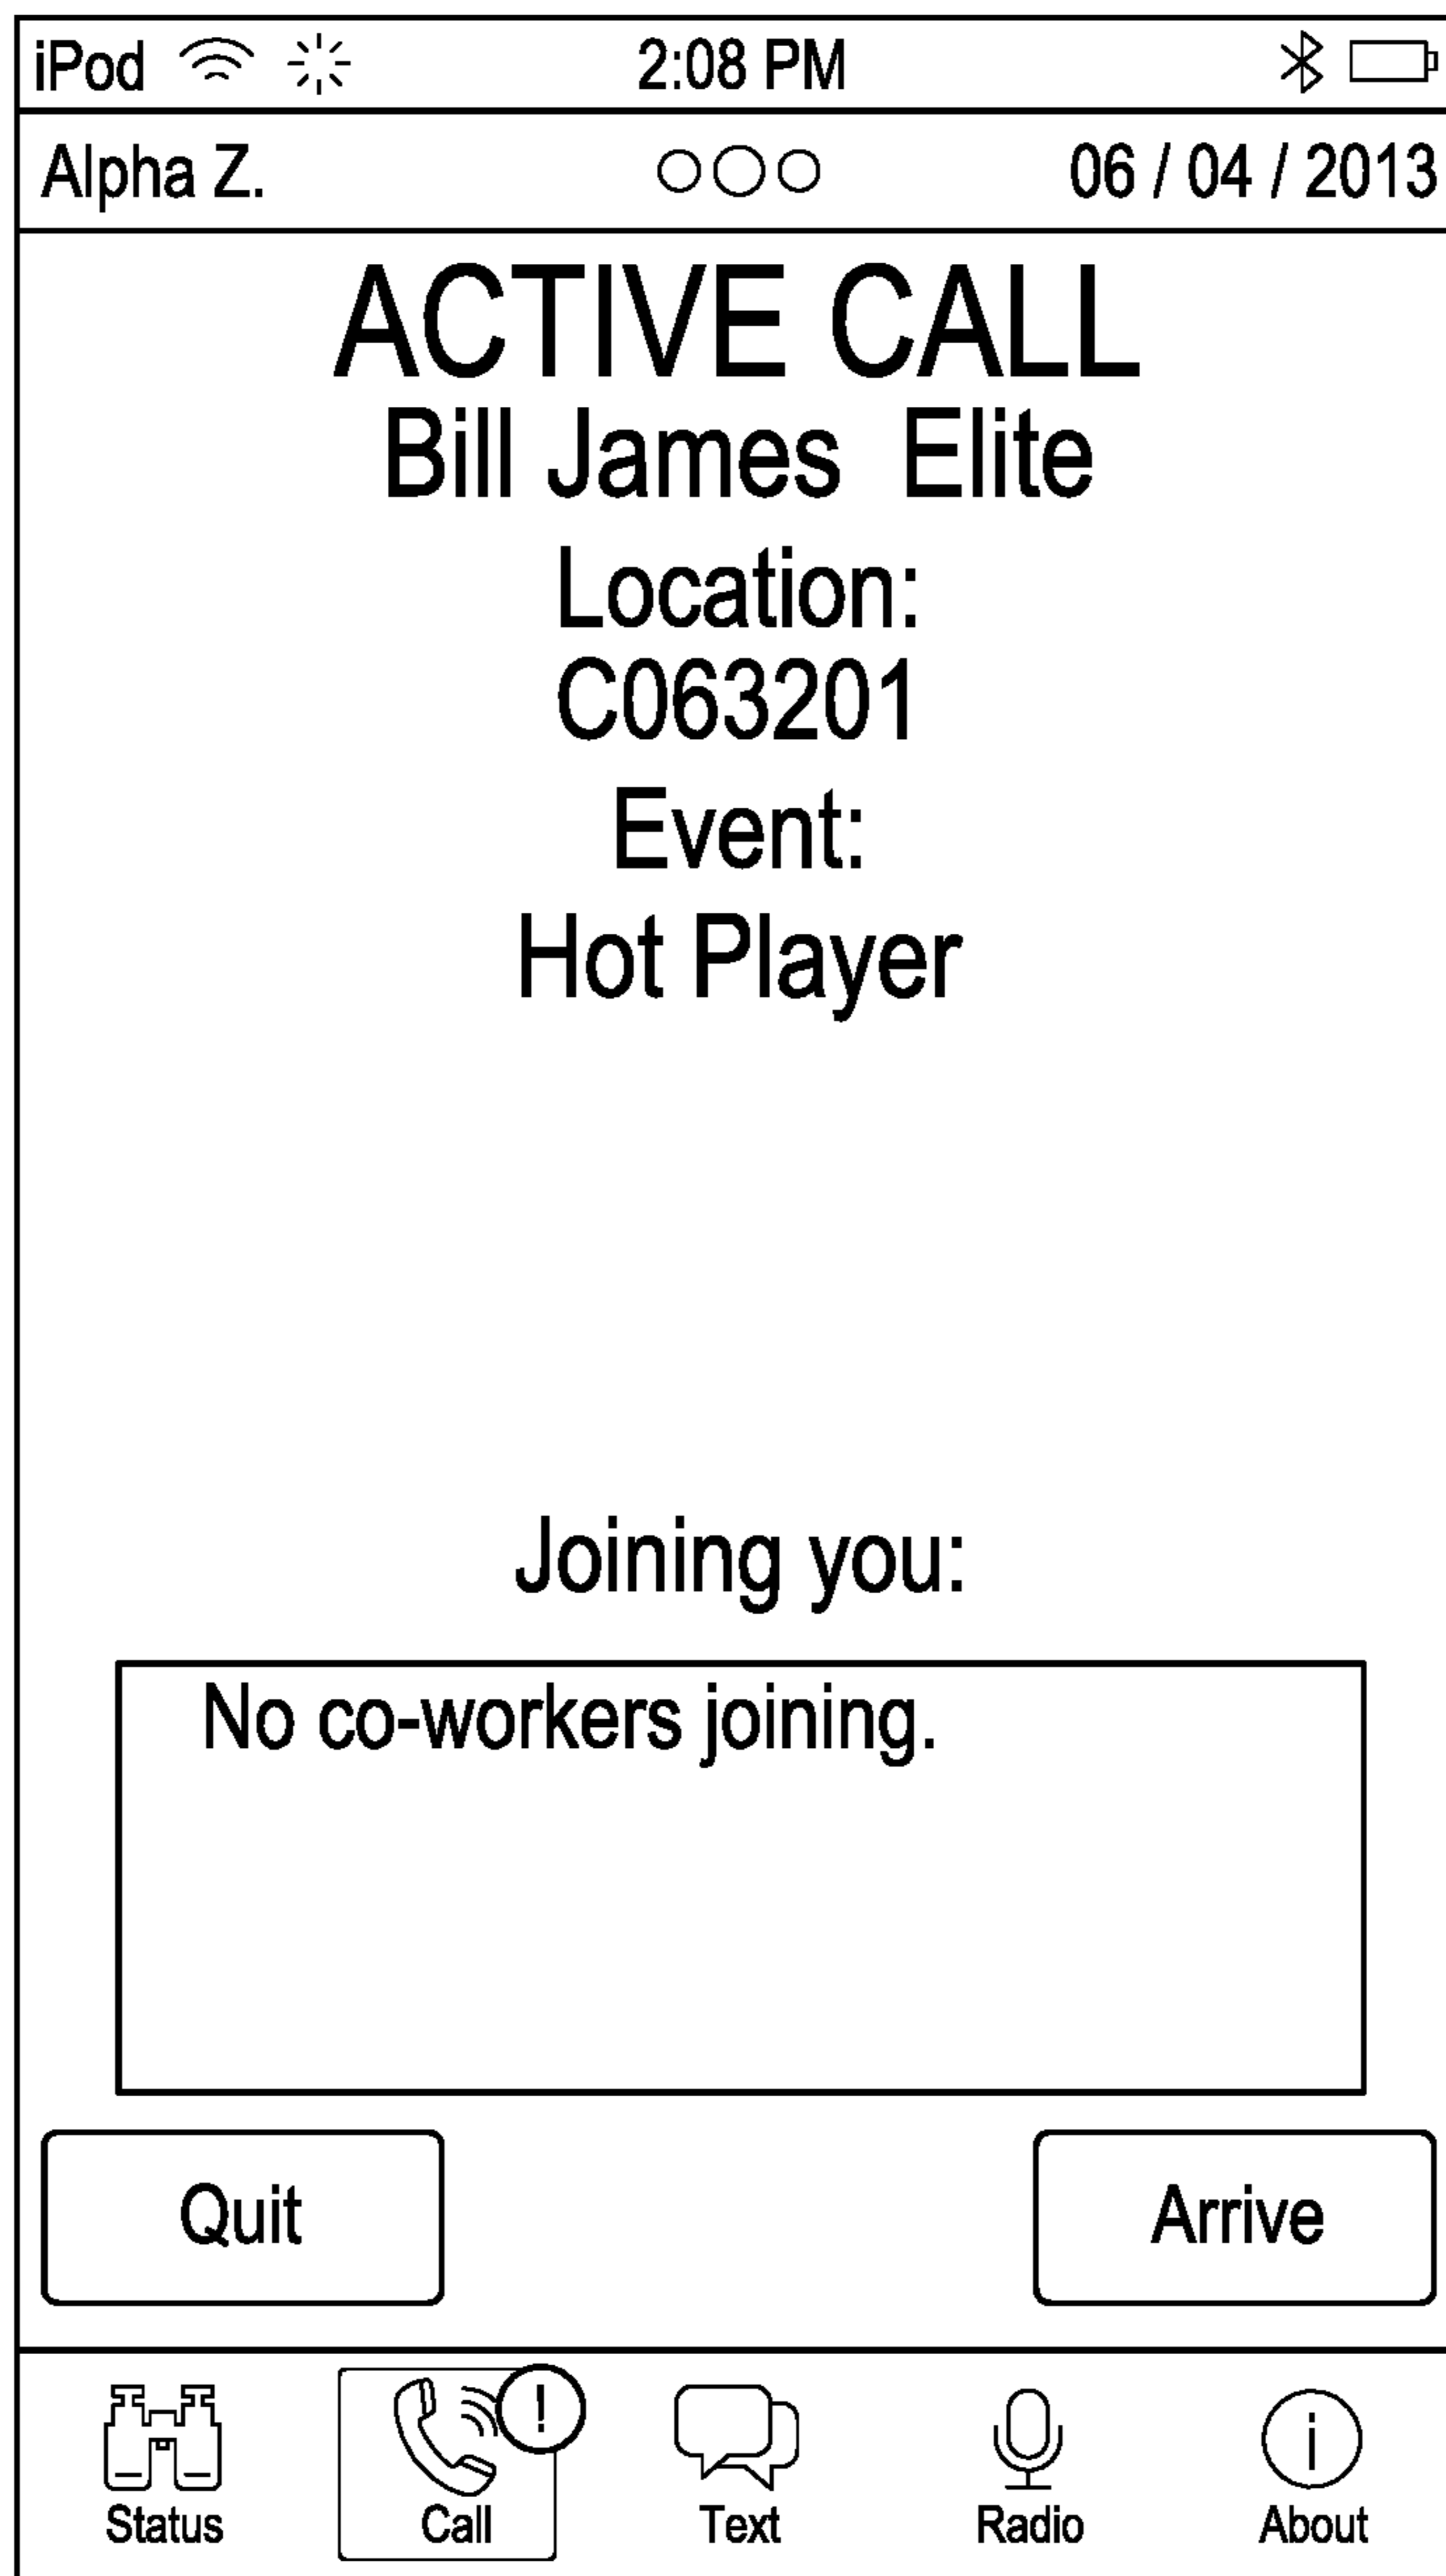 iPod 2:08 PM
Alpha Z. 06 / 04 / 2013
ACTIVE CALL
Bill James Elite
Location:
C063201
Event:
Hot Player
Joining you:
No co-workers joining.
Quit Arrive
!
i
Status Call Text Radio About